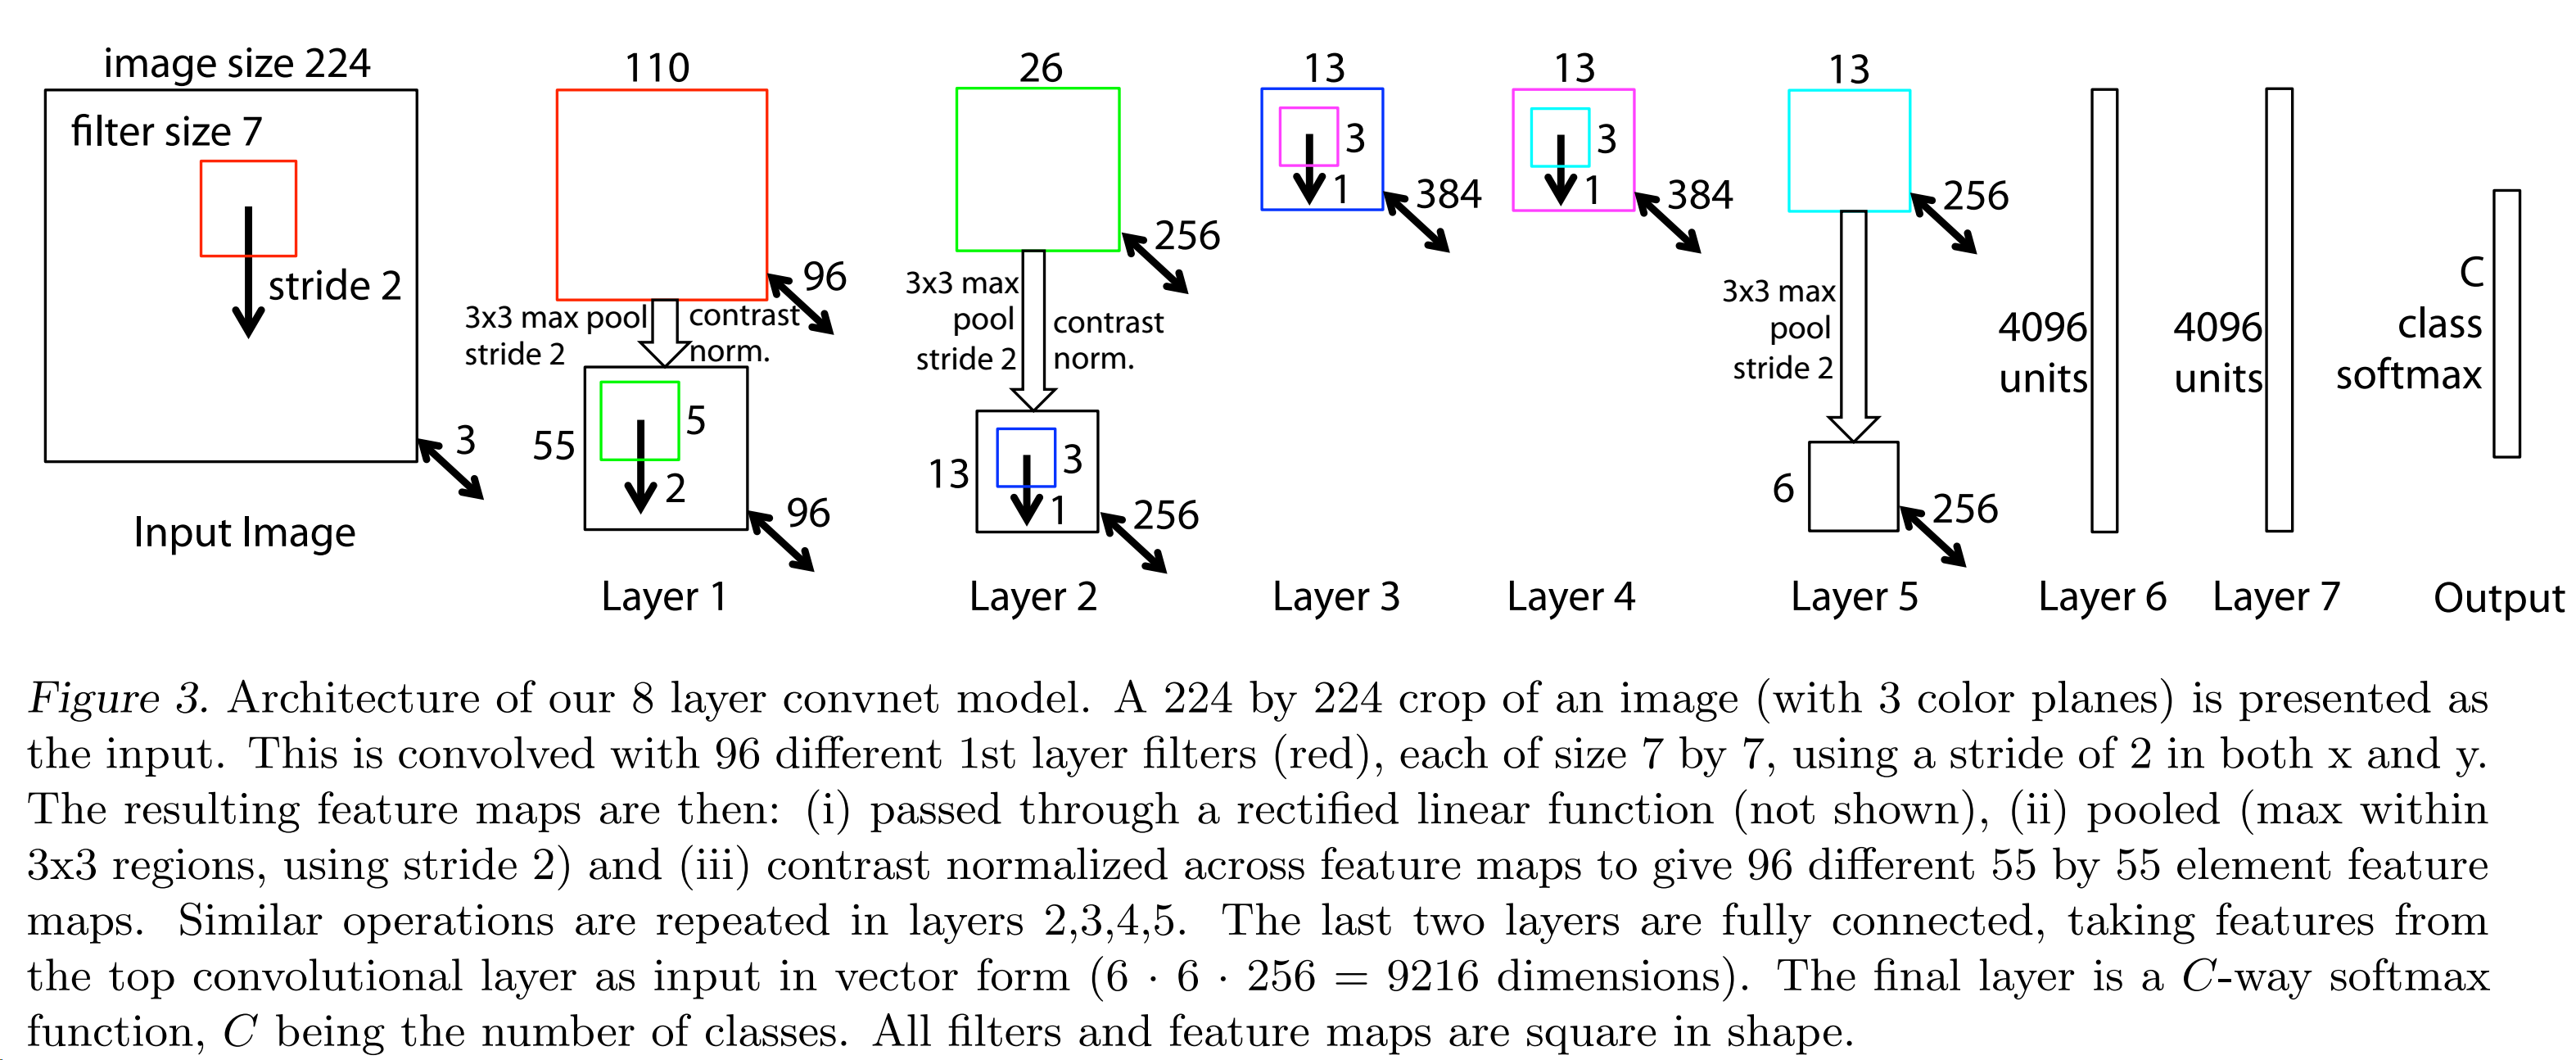 image size 224
filter size 7
stride 2
3
Input Image
110
96
3x3 max pool
stride 2
contrast
norm.
55
5
2
96
Layer 1
26
256
3x3 max
pool
stride 2
contrast
norm.
13
3
1
256
Layer 2
13
3
1
384
Layer 3
13
3
1
384
Layer 4
13
256
3x3 max
pool
stride 2
6
256
Layer 5
4096
units
Layer 6
4096
units
Layer 7
C
class
softmax
Output
Figure 3. Architecture of our 8 layer convnet model. A 224 by 224 crop of an image (with 3 color planes) is presented as
the input. This is convolved with 96 different 1st layer filters (red), each of size 7 by 7, using a stride of 2 in both x and y.
The resulting feature maps are then: (i) passed through a rectified linear function (not shown), (ii) pooled (max within
3x3 regions, using stride 2) and (iii) contrast normalized across feature maps to give 96 different 55 by 55 element feature
maps. Similar operations are repeated in layers 2,3,4,5. The last two layers are fully connected, taking features from
the top convolutional layer as input in vector form (6 · 6 · 256 = 9216 dimensions). The final layer is a C-way softmax
function, C being the number of classes. All filters and feature maps are square in shape.